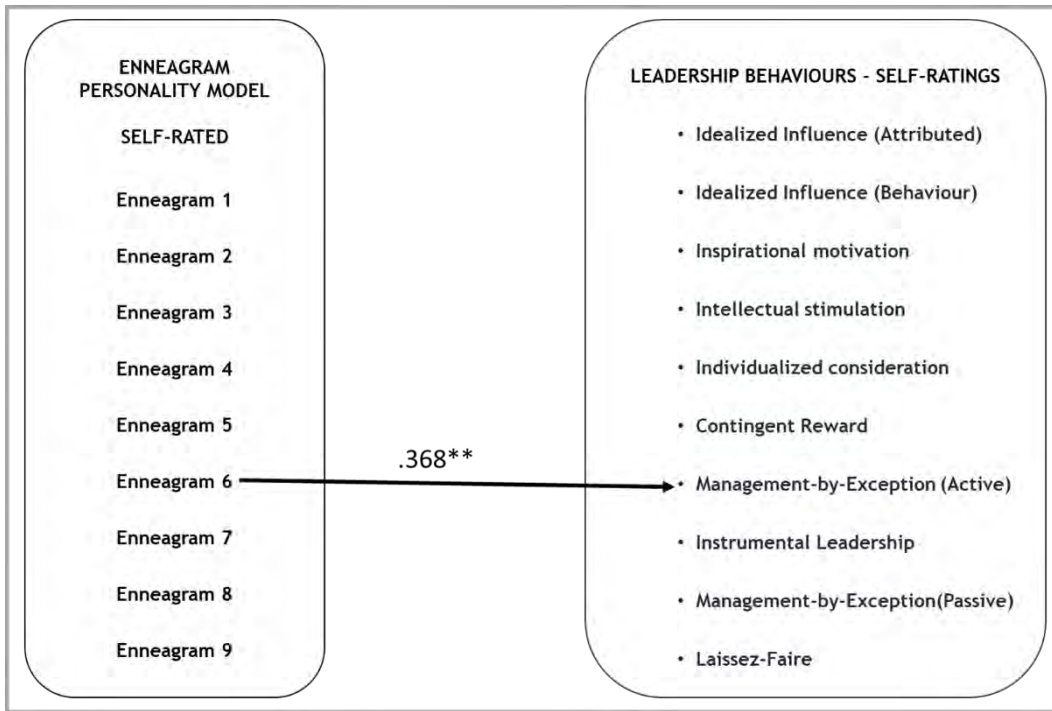 ENNEAGRAM
PERSONALITY MODEL
SELF-RATED
Enneagram 1
Enneagram 2
Enneagram 3
Enneagram 4
Enneagram 5
Enneagram 6
Enneagram 7
Enneagram 8
Enneagram 9
.368**
LEADERSHIP BEHAVIOURS - SELF-RATINGS
• Idealized Influence (Attributed)
• Idealized Influence (Behaviour)
• Inspirational motivation
• Intellectual stimulation
• Individualized consideration
• Contingent Reward
• Management-by-Exception (Active)
• Instrumental Leadership
• Management-by-Exception(Passive)
• Laissez-Faire